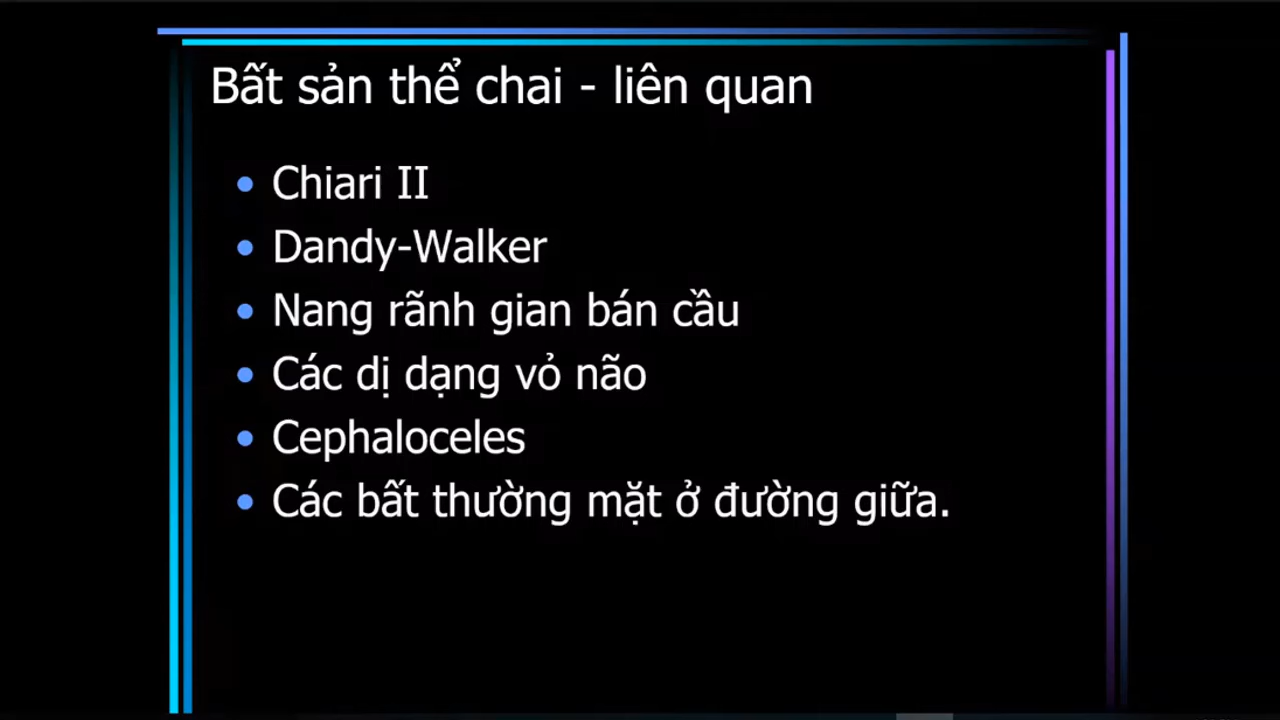 Bất sản thể chai - liên quan
• Chiari II
• Dandy-Walker
• Nang rãnh gian bán cầu
• Các dị dạng vỏ não
• Cephaloceles
• Các bất thường mặt ở đường giữa.